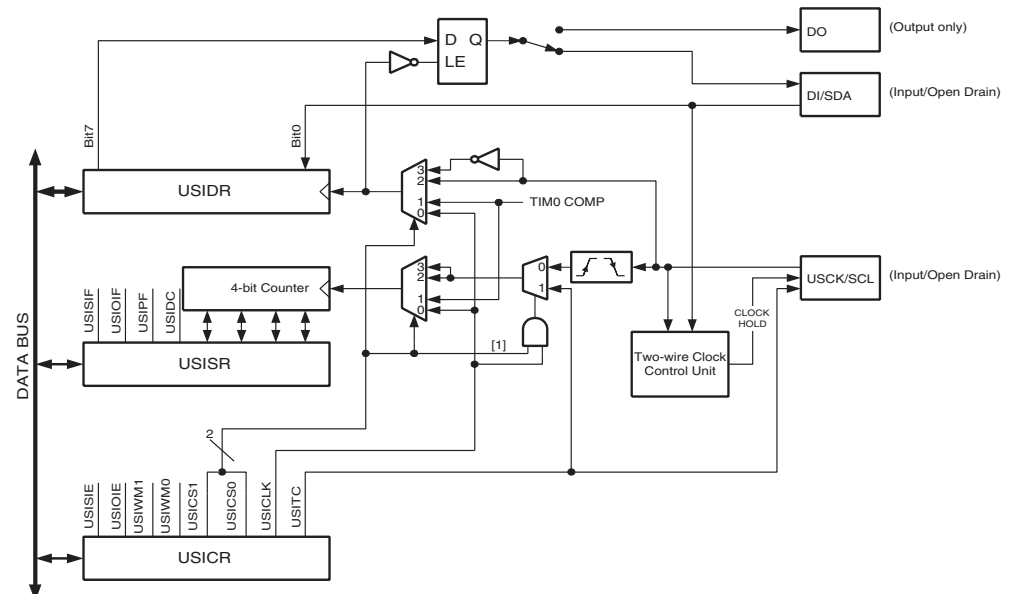 D Q
LE
DO
(Output only)
DI/SDA
(Input/Open Drain)
Bit7
Bit0
USIDR
3
2
1
0
TIM0 COMP
DATA BUS
4-bit Counter
USISIF
USIOIF
USIPF
USIDC
USISR
3
2
1
0
0
1
[1]
USCK/SCL
(Input/Open Drain)
CLOCK
HOLD
Two-wire Clock
Control Unit
2
USISIE
USIOIE
USIWM1
USIWM0
USICS1
USICS0
USICLK
USITC
USICR